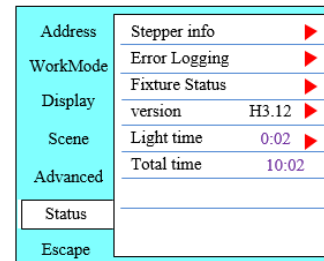 Address
WorkMode
Display
Scene
Advanced
Status
Escape
Stepper info
Error Logging
Fixture Status
version H3.12
Light time 0:02
Total time 10:02